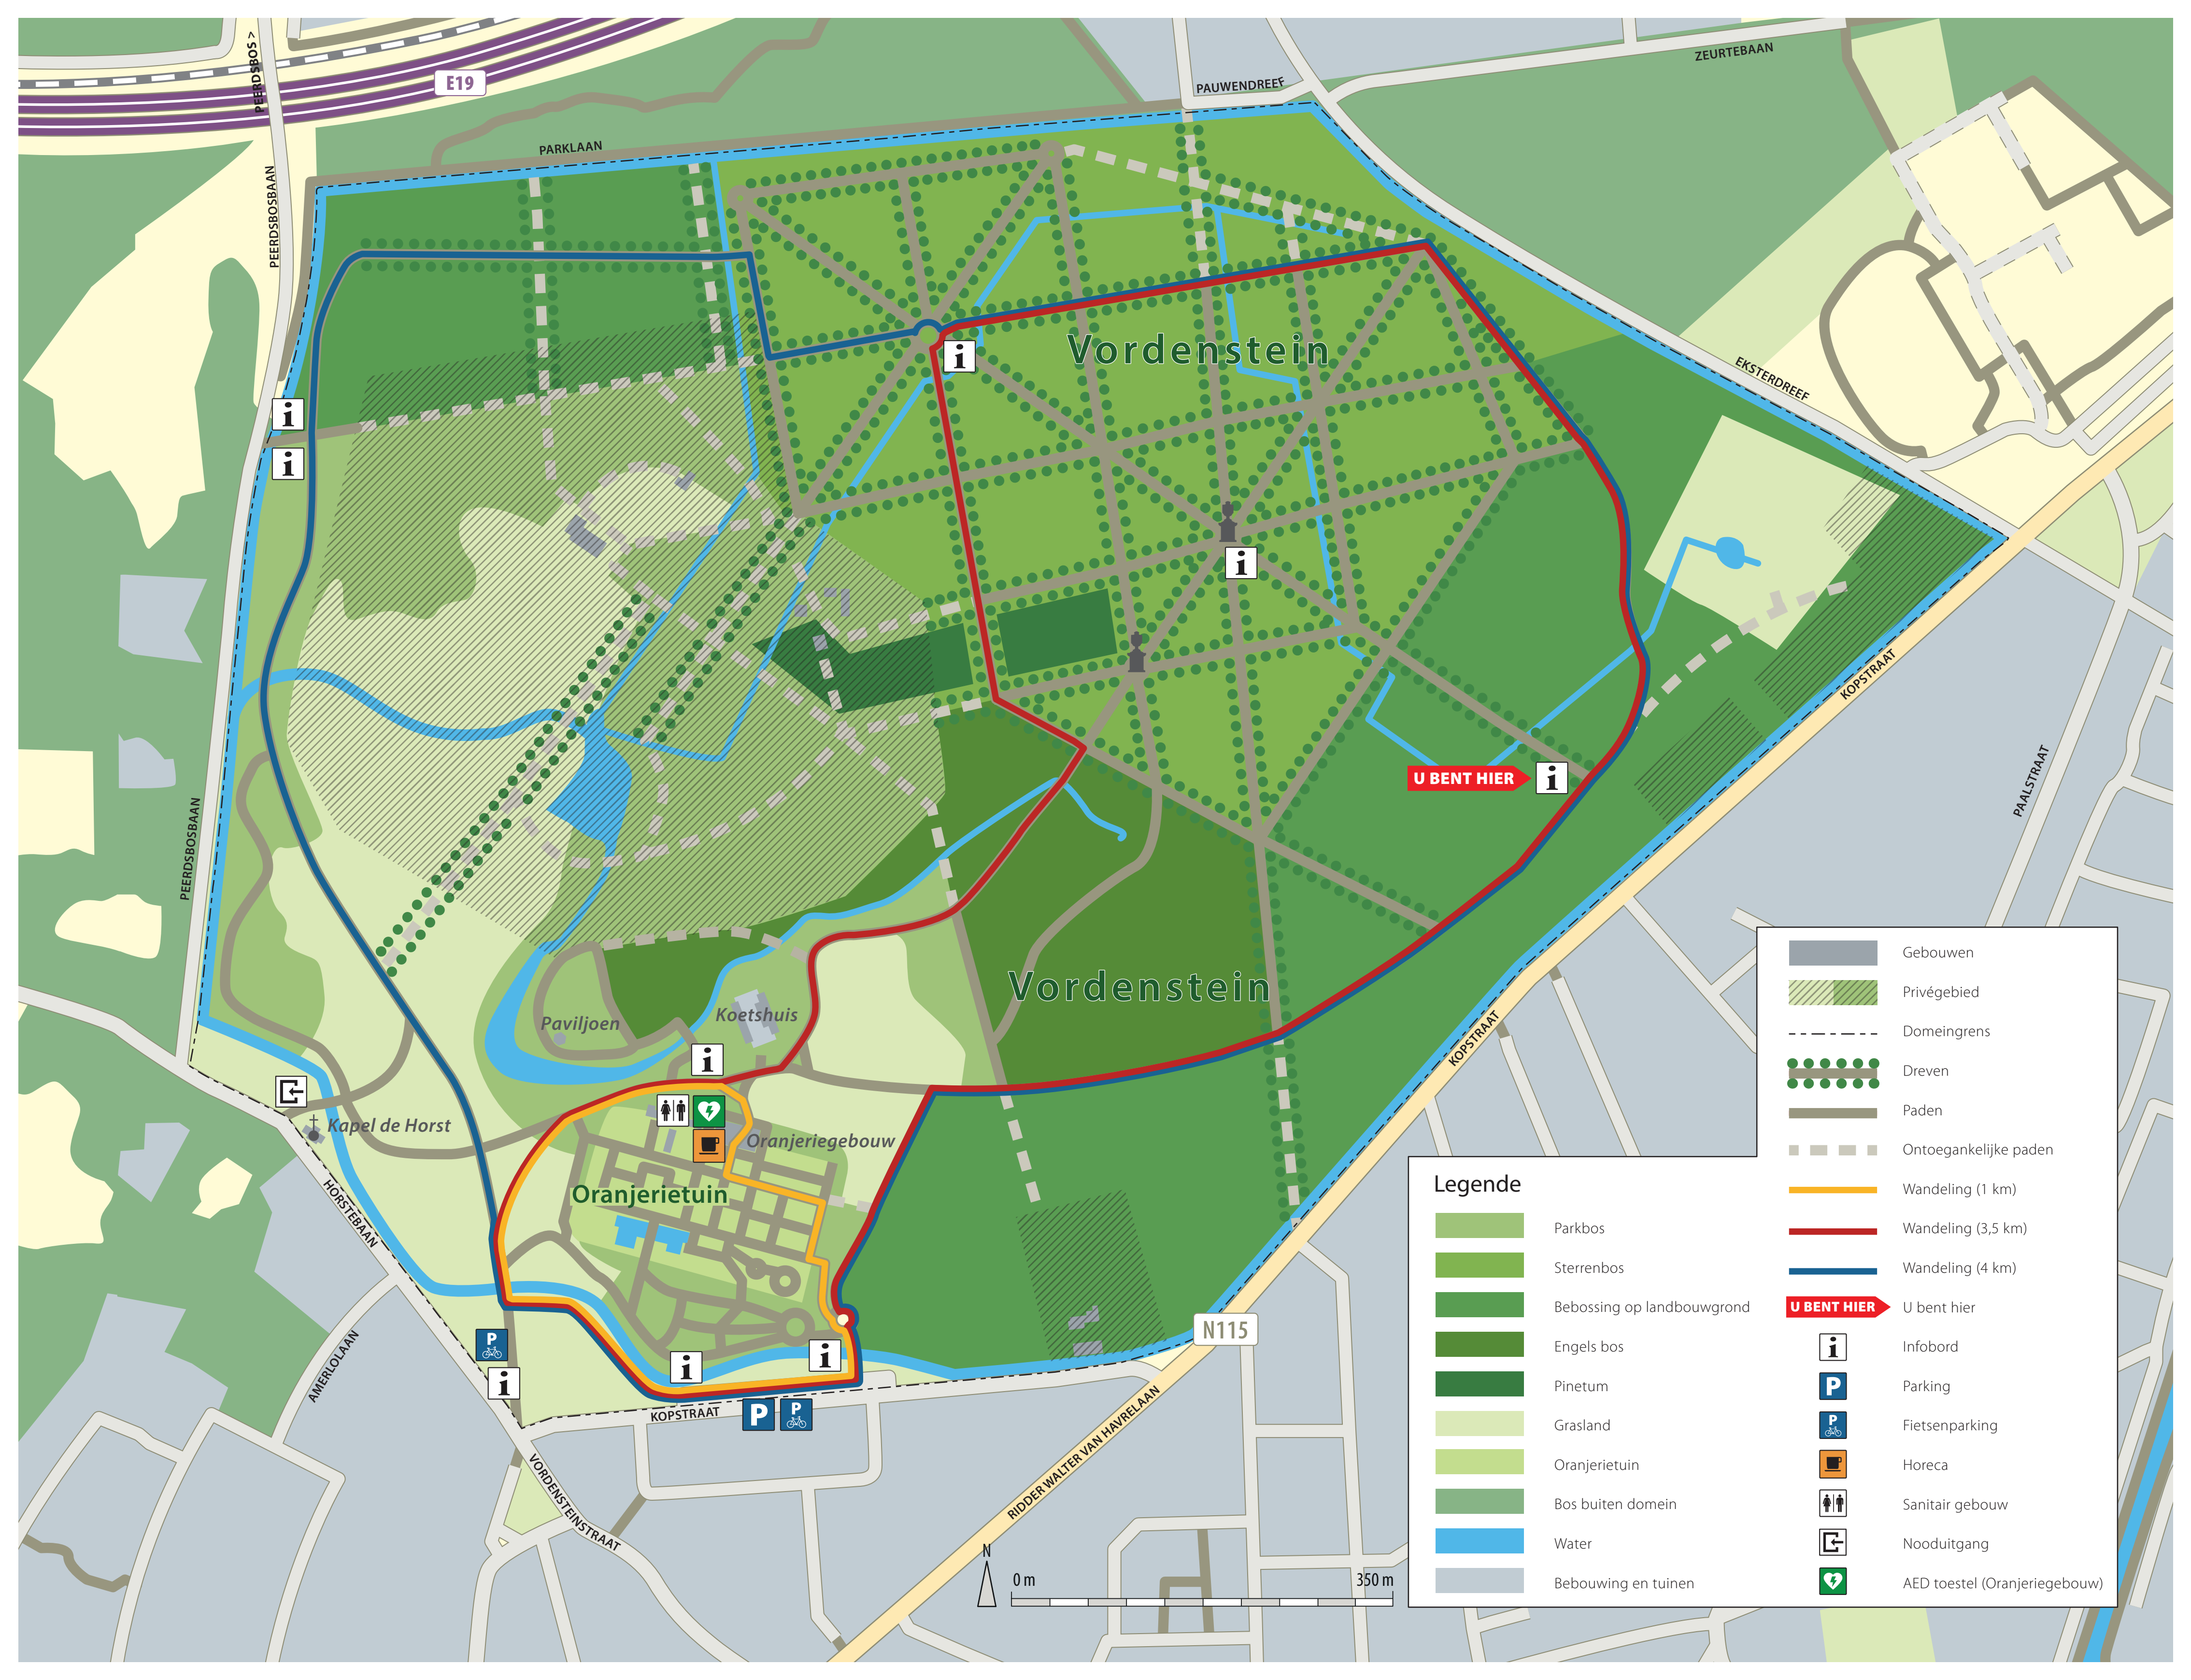 PEERDSBOS >
E19
PARKLAAN
PAUWENDREEF
ZEURTEBAAN
PEERDSBOSBAAN
Vordenstein
EKSTERDREEF
i
i
i
i
KOPSTRAAT
U BENT HIER
i
PAALSTRAAT
PEERDSBOSBAAN
Vordenstein
Paviljoen
Koetshuis
i
KOPSTRAAT
Kapel de Horst
Oranjeriegebouw
Oranjerietuin
HORSTEBAAN
N115
P
i
i
i
AMERLOLAAN
KOPSTRAAT
P
P
VORDENSTEINSTRAAT
RIDDER WALTER VAN HAVRELAAN
N
0 m
350 m
Legende
Parkbos
Sterrenbos
Bebossing op landbouwgrond
Engels bos
Pinetum
Grasland
Oranjerietuin
Bos buiten domein
Water
Bebouwing en tuinen
Gebouwen
Privégebied
Domeingrens
Dreven
Paden
Ontoegankelijke paden
Wandeling (1 km)
Wandeling (3,5 km)
Wandeling (4 km)
U BENT HIER U bent hier
i Infobord
P Parking
P Fietsenparking
Horeca
Sanitair gebouw
Nooduitgang
AED toestel (Oranjeriegebouw)